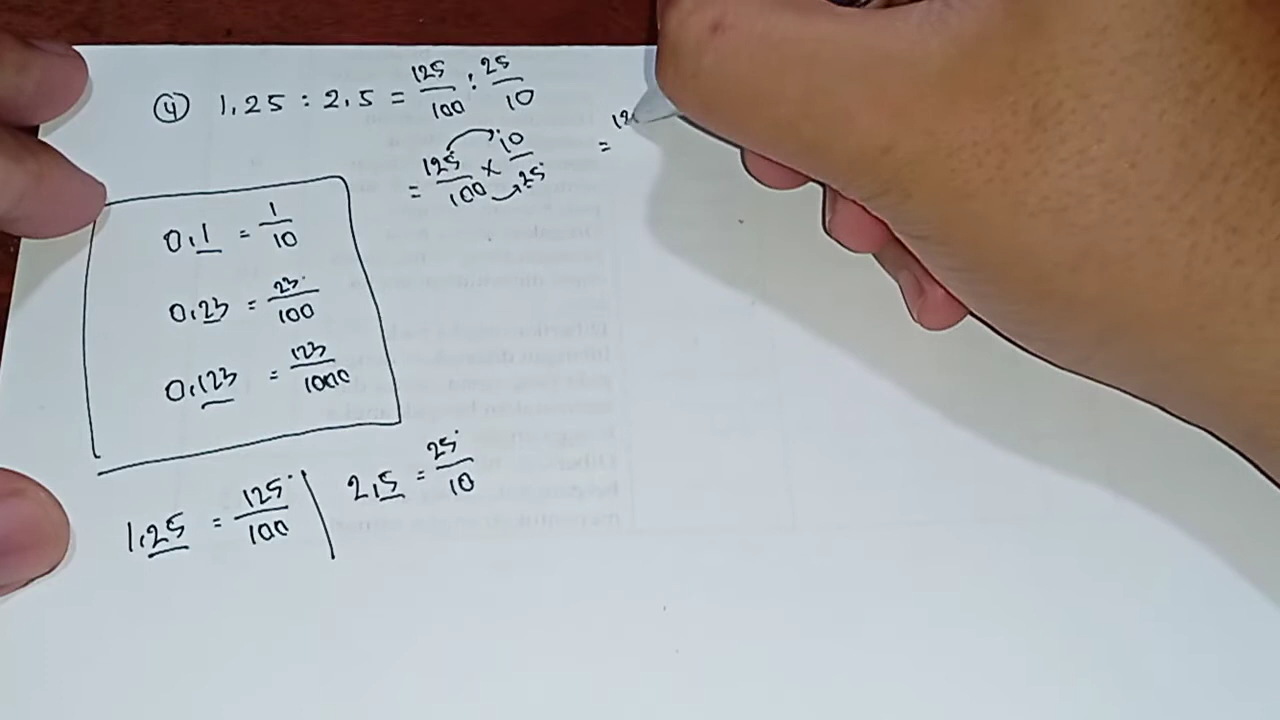 ④ 1,25 : 2,5 = 125/100 : 25/10
= 125/100 × 10/25 = 12
0,1 = 1/10
0,23 = 23/100
0,123 = 123/1000
1,25 = 125/100 | 2,5 = 25/10